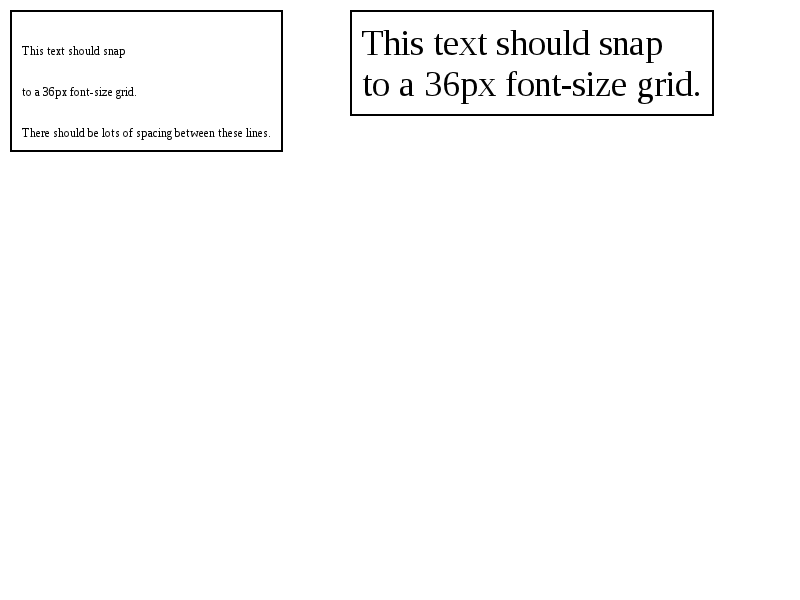 This text should snap
to a 36px font-size grid.
There should be lots of spacing between these lines.
This text should snap
to a 36px font-size grid.